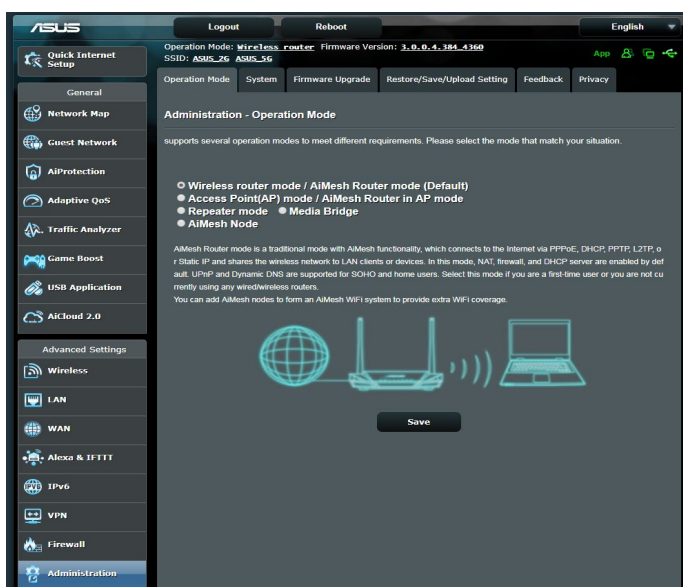 ASUS
Logout
Reboot
English
Quick Internet
Setup
Operation Mode: Wireless router Firmware Version: 3.0.0.4.384_4360
SSID: ASUS_2G ASUS_5G
App
Operation Mode
System
Firmware Upgrade
Restore/Save/Upload Setting
Feedback
Privacy
General
Network Map
Guest Network
AiProtection
Adaptive QoS
Traffic Analyzer
Game Boost
USB Application
AiCloud 2.0
Advanced Settings
Wireless
LAN
WAN
Alexa & IFTTT
IPv6
VPN
Firewall
Administration
Administration - Operation Mode
supports several operation modes to meet different requirements. Please select the mode that match your situation.
Wireless router mode / AiMesh Router mode (Default)
Access Point(AP) mode / AiMesh Router in AP mode
Repeater mode Media Bridge
AiMesh Node
AiMesh Router mode is a traditional mode with AiMesh functionality, which connects to the Internet via PPPoE, DHCP, PPTP, L2TP, o
r Static IP and shares the wireless network to LAN clients or devices. In this mode, NAT, firewall, and DHCP server are enabled by def
ault. UPnP and Dynamic DNS are supported for SOHO and home users. Select this mode if you are a first-time user or you are not cu
rrently using any wired/wireless routers.
You can add AiMesh nodes to form an AiMesh WiFi system to provide extra WiFi coverage.
Save